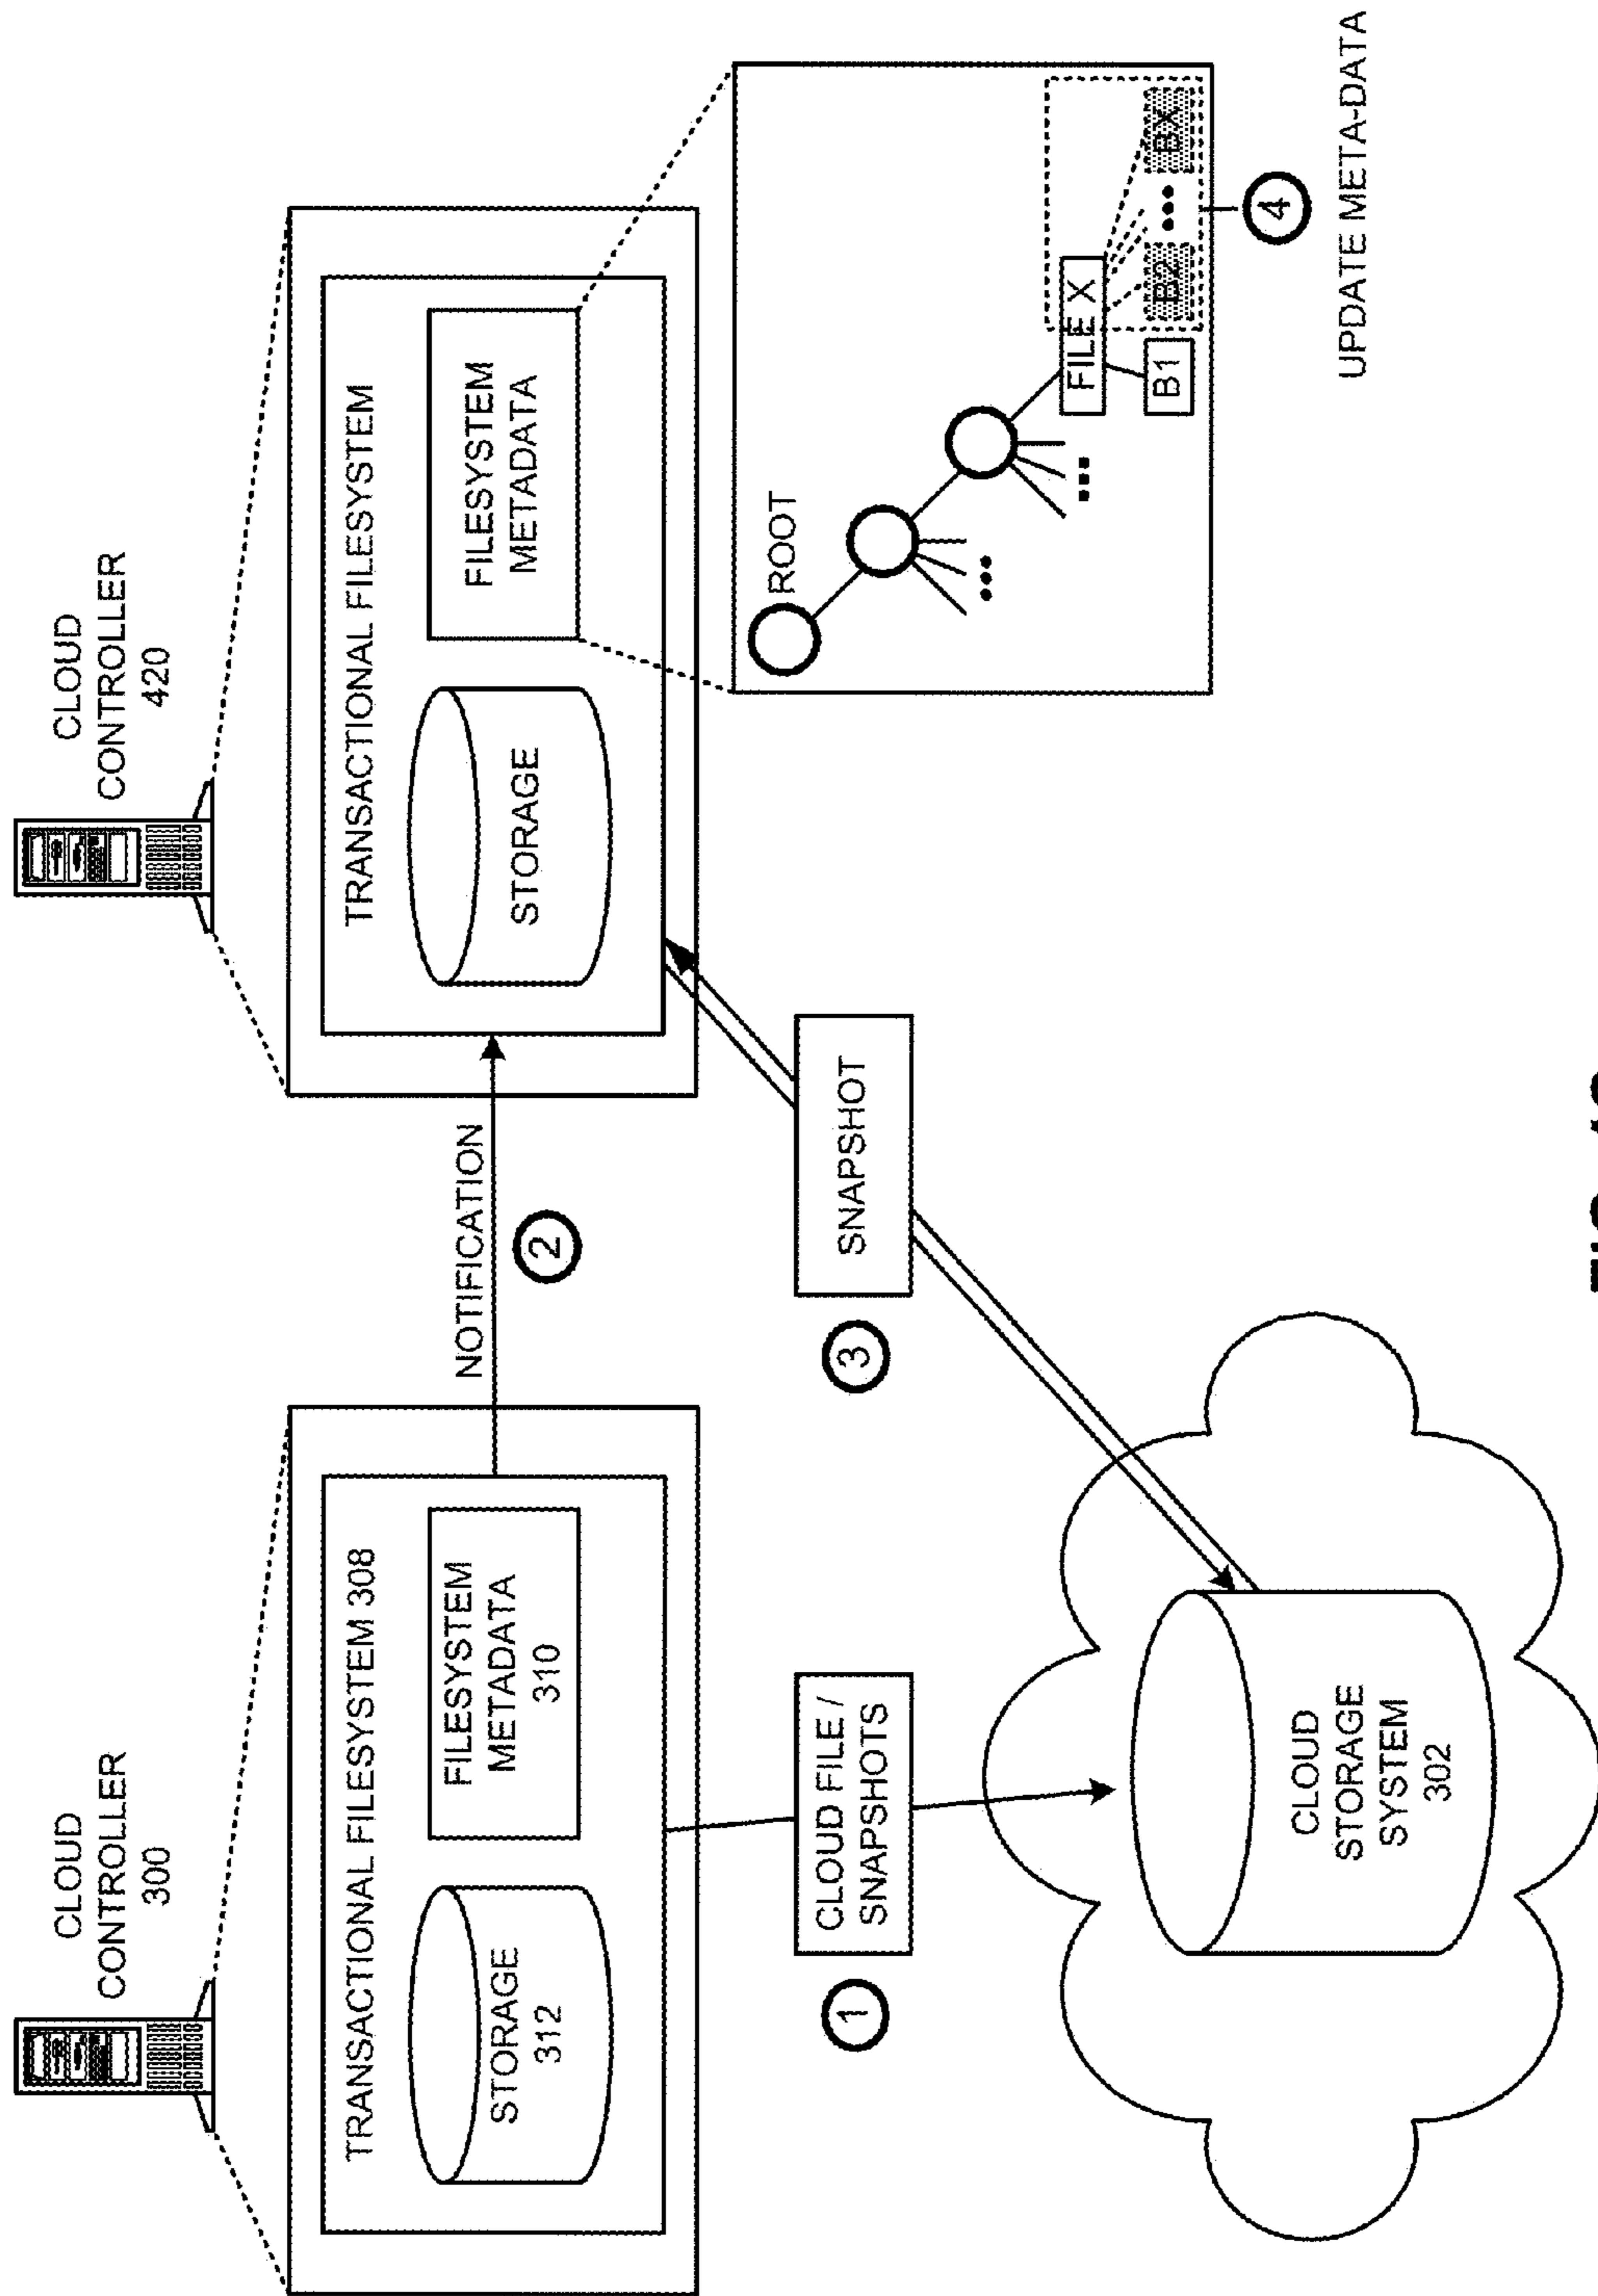 CLOUD
CONTROLLER
300
TRANSACTIONAL FILESYSTEM 308
STORAGE
312
FILESYSTEM
METADATA
310
NOTIFICATION
2
CLOUD
CONTROLLER
420
TRANSACTIONAL FILESYSTEM
STORAGE
FILESYSTEM
METADATA
1
CLOUD FILE /
SNAPSHOTS
3
SNAPSHOT
CLOUD
STORAGE
SYSTEM
302
ROOT
FILE X
B1
B2
BX
4
UPDATE META-DATA